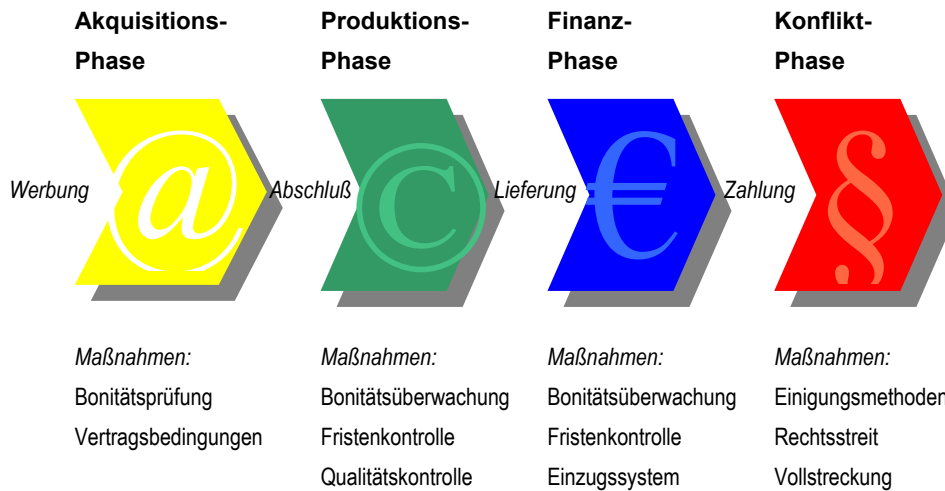 Akquisitions-
Phase
Produktions-
Phase
Finanz-
Phase
Konflikt-
Phase
Werbung
@
Abschluß
©
Lieferung
€
Zahlung
§
Maßnahmen:
Bonitätsprüfung
Vertragsbedingungen
Maßnahmen:
Bonitätsüberwachung
Fristenkontrolle
Qualitätskontrolle
Maßnahmen:
Bonitätsüberwachung
Fristenkontrolle
Einzugssystem
Maßnahmen:
Einigungsmethoden
Rechtsstreit
Vollstreckung